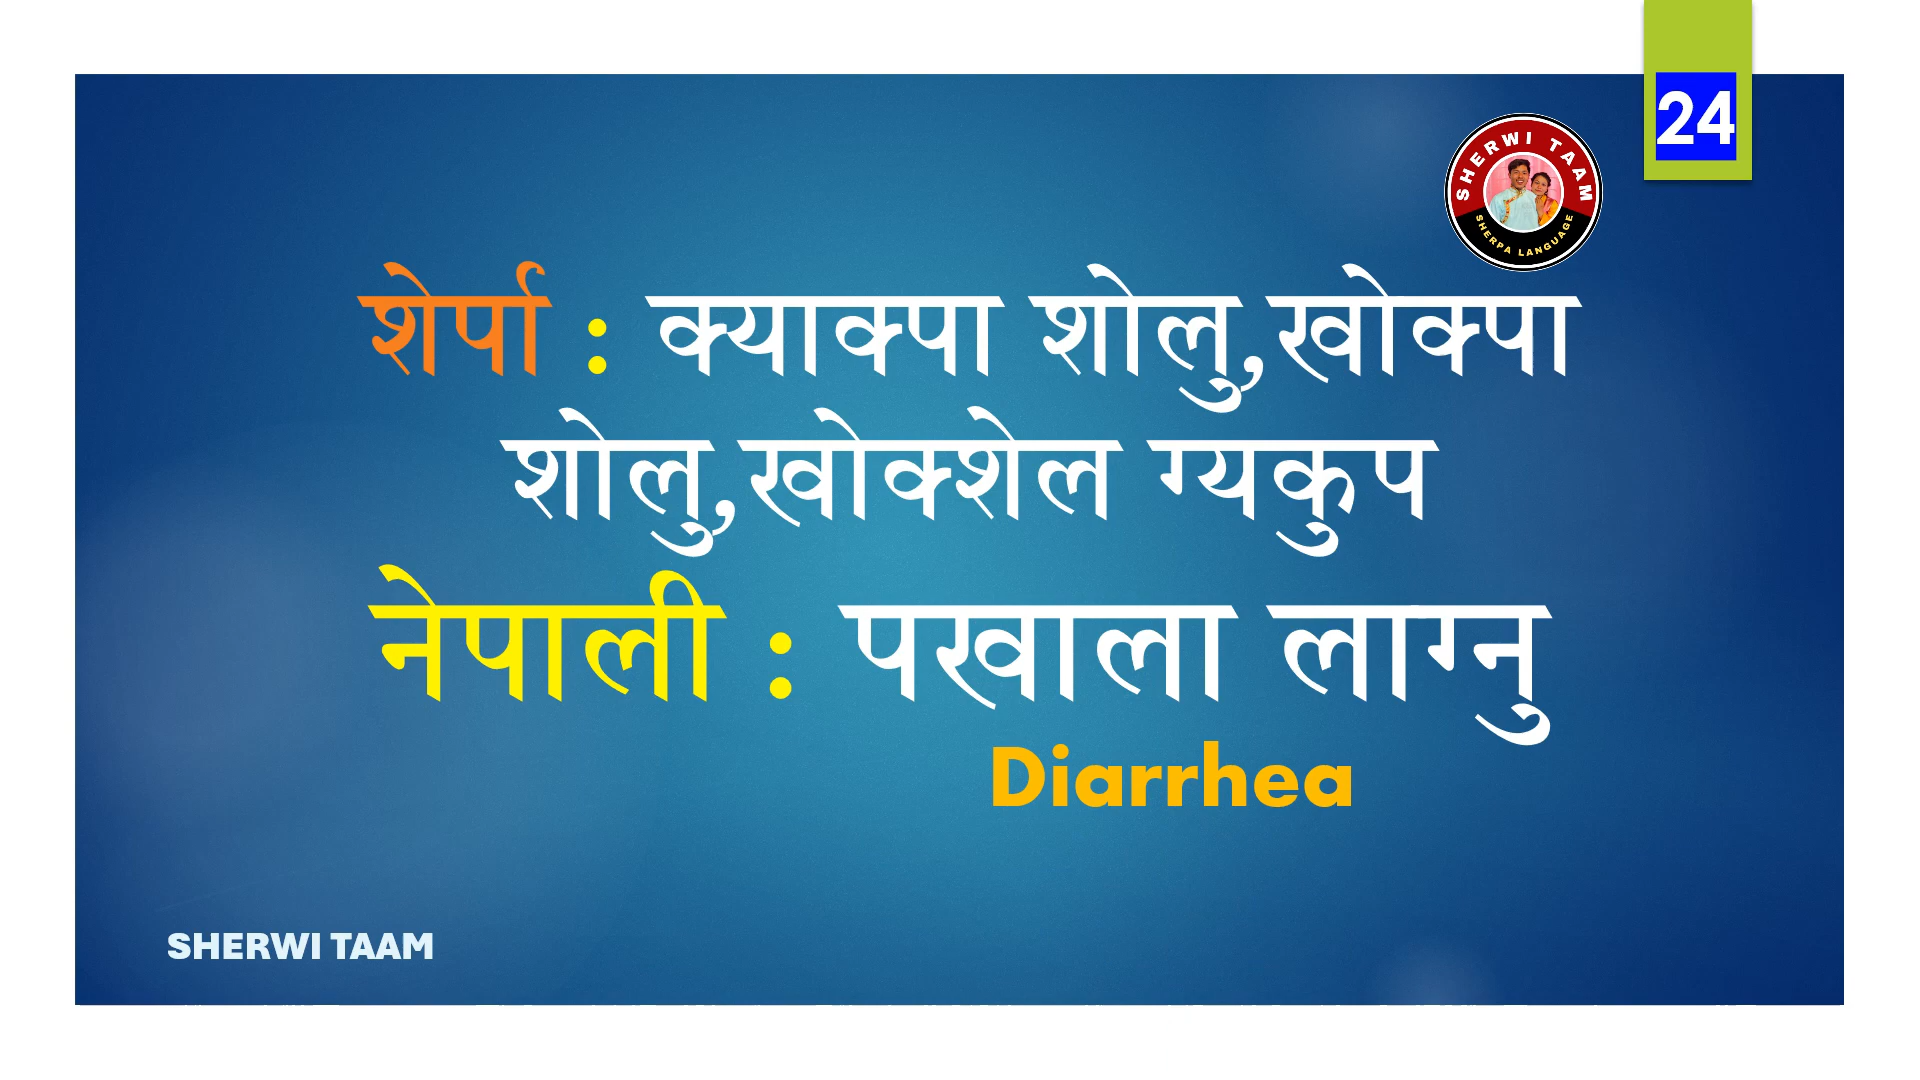 24
SHERWI TAAM
SHERPA LANGUAGE
शेर्पा : क्याक्पा शोलु,खोक्पा
शोलु,खोक्शेल ग्यकुप
नेपाली : पखाला लाग्नु
Diarrhea
SHERWI TAAM